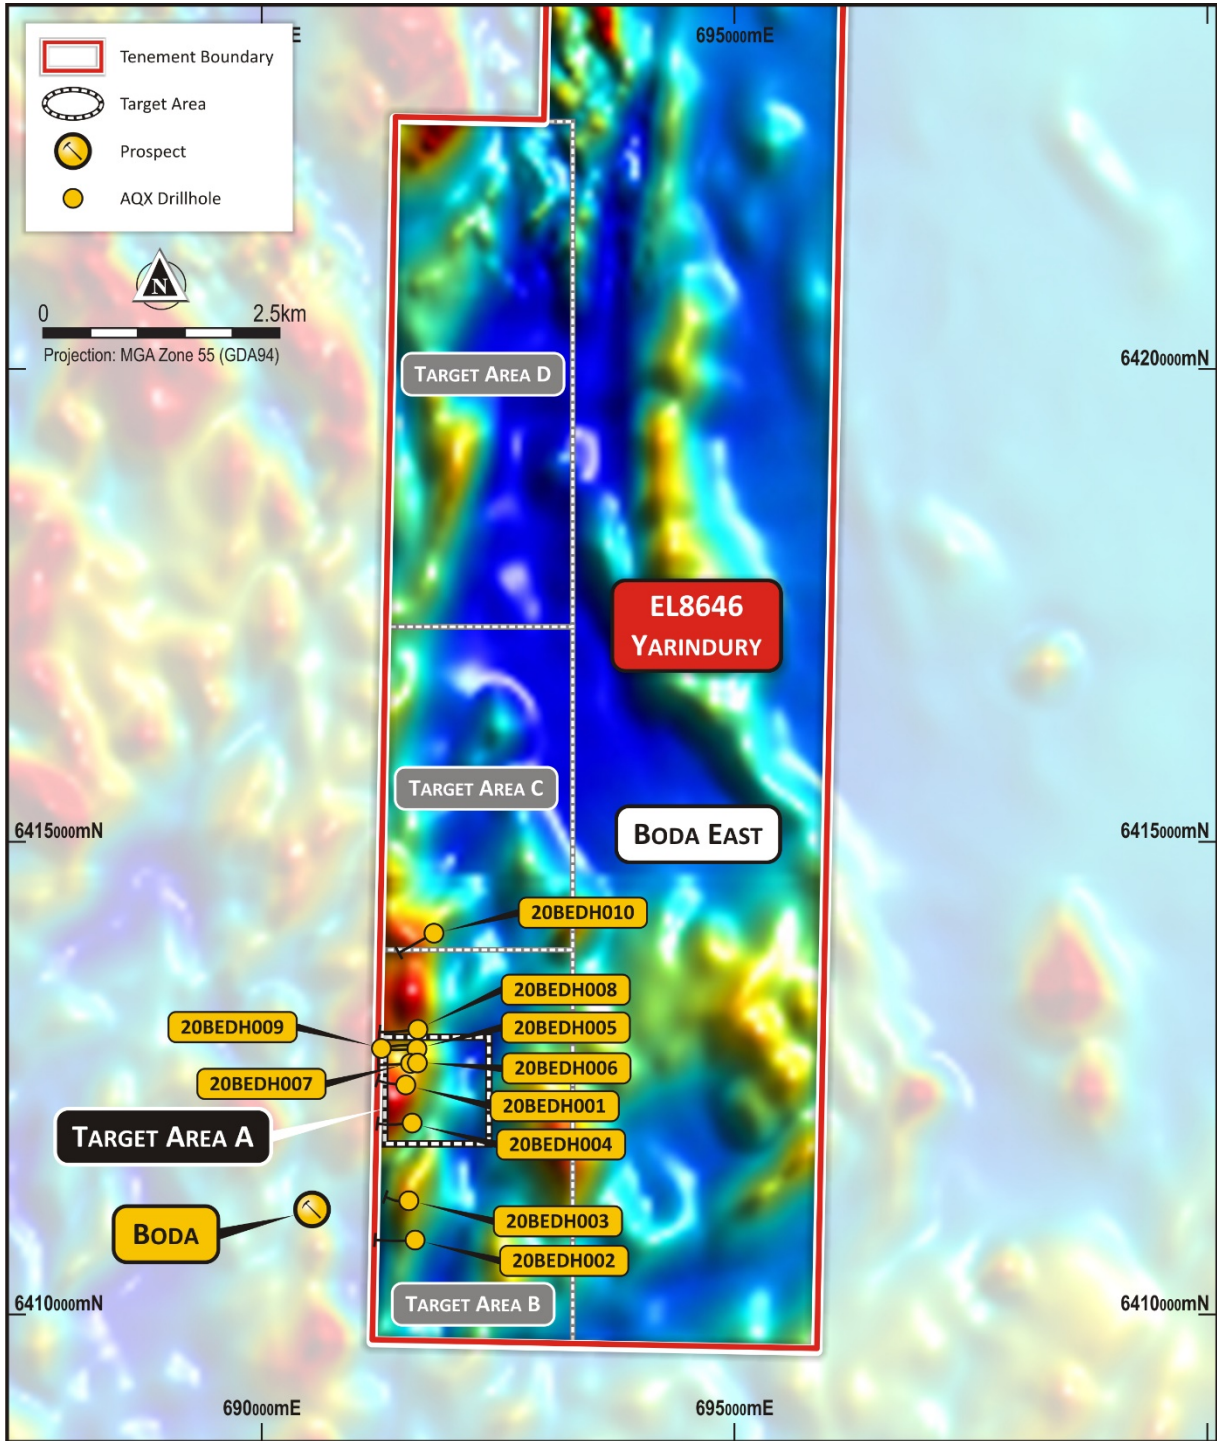 E
695000mE
Tenement Boundary
Target Area
Prospect
AQX Drillhole
N
0 2.5km
Projection: MGA Zone 55 (GDA94)
6420000mN
TARGET AREA D
EL8646
YARINDURY
TARGET AREA C
BODA EAST
6415000mN
6415000mN
20BEDH010
20BEDH008
20BEDH009
20BEDH005
20BEDH006
20BEDH007
20BEDH001
TARGET AREA A
20BEDH004
20BEDH003
BODA
20BEDH002
TARGET AREA B
6410000mN
6410000mN
690000mE
695000mE